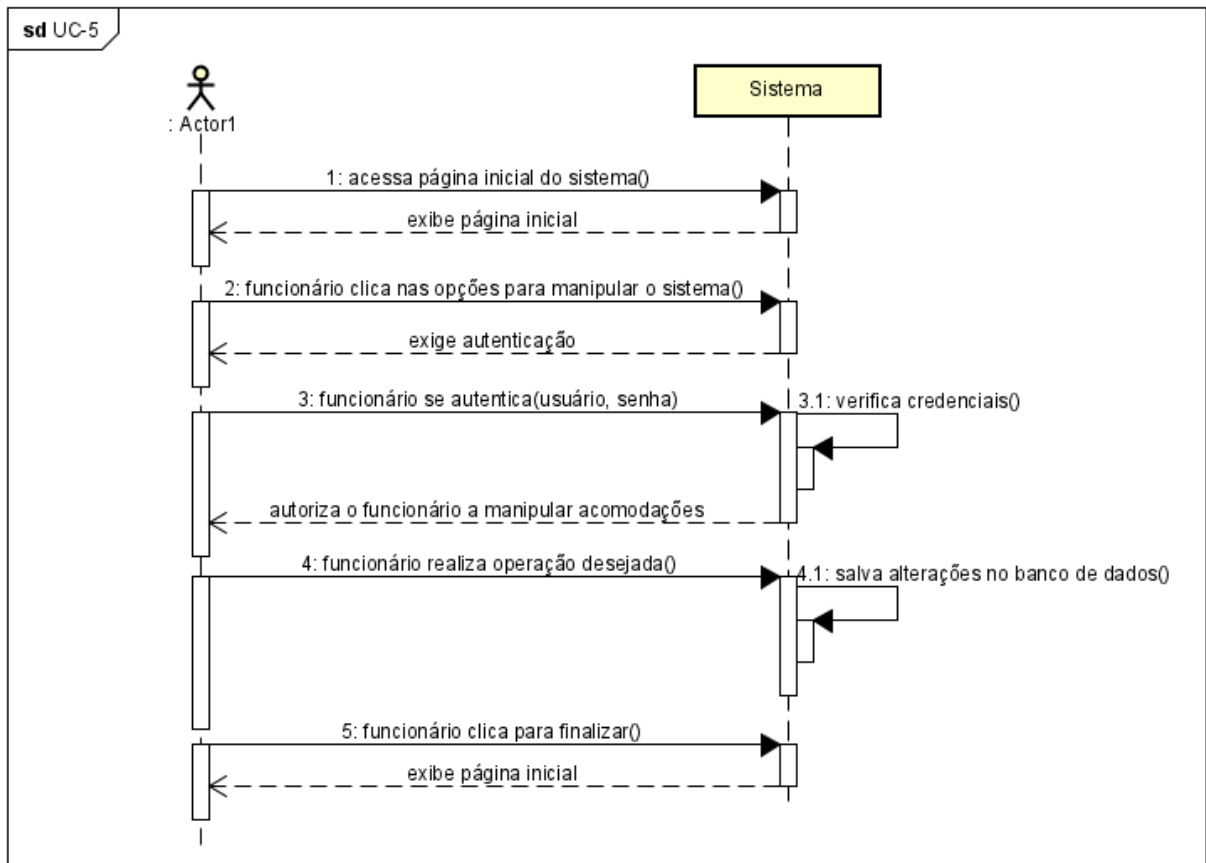 sd UC-5
: Actor1
Sistema
1: acessa página inicial do sistema()
exibe página inicial
2: funcionário clica nas opções para manipular o sistema()
exige autenticação
3: funcionário se autentica(usuário, senha)
3.1: verifica credenciais()
autoriza o funcionário a manipular acomodações
4: funcionário realiza operação desejada()
4.1: salva alterações no banco de dados()
5: funcionário clica para finalizar()
exibe página inicial